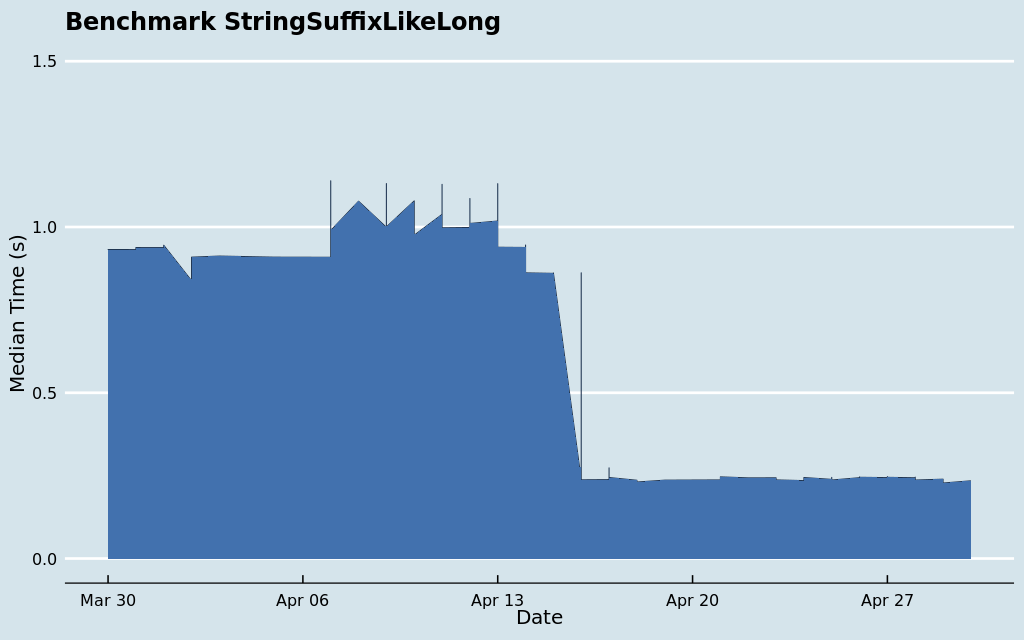 Benchmark StringSuffixLikeLong
1.5
1.0
0.5
0.0
Median Time (s)
Mar 30 Apr 06 Apr 13 Apr 20 Apr 27
Date